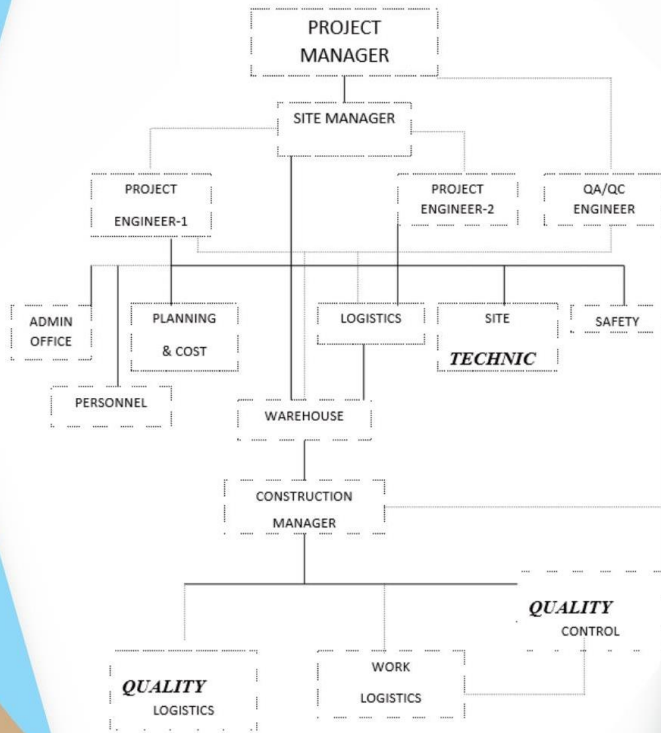 PROJECT
MANAGER
SITE MANAGER
PROJECT
ENGINEER-1
PROJECT
ENGINEER-2
QA/QC
ENGINEER
ADMIN
OFFICE
PLANNING
& COST
LOGISTICS
SITE
TECHNIC
SAFETY
PERSONNEL
WAREHOUSE
CONSTRUCTION
MANAGER
QUALITY
CONTROL
QUALITY
LOGISTICS
WORK
LOGISTICS